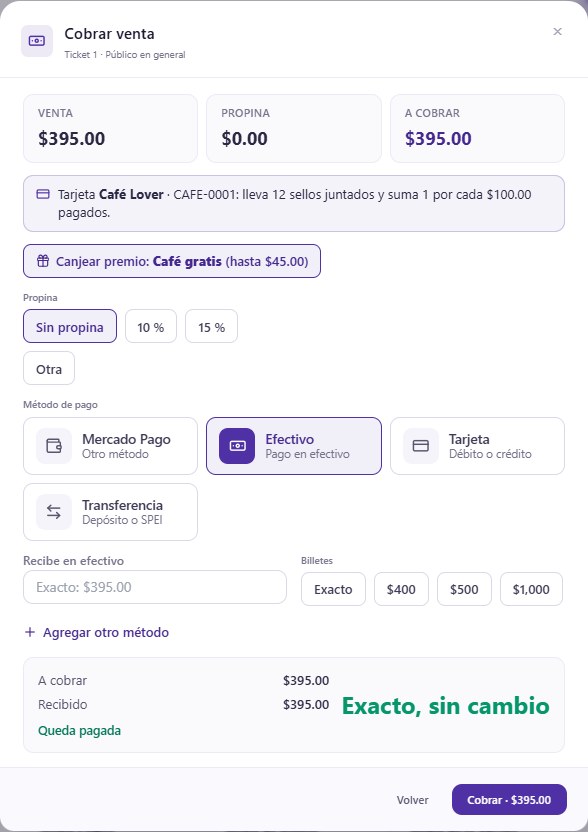 Cobrar venta
Ticket 1 · Público en general
VENTA
$395.00
PROPINA
$0.00
A COBRAR
$395.00
Tarjeta Café Lover · CAFE-0001: lleva 12 sellos juntados y suma 1 por cada $100.00
pagados.
Canjear premio: Café gratis (hasta $45.00)
Propina
Sin propina
10 %
15 %
Otra
Método de pago
Mercado Pago
Otro método
Efectivo
Pago en efectivo
Tarjeta
Débito o crédito
Transferencia
Depósito o SPEI
Recibe en efectivo
Exacto: $395.00
Billetes
Exacto
$400
$500
$1,000
+ Agregar otro método
A cobrar $395.00
Recibido $395.00
Queda pagada
Exacto, sin cambio
Volver
Cobrar · $395.00